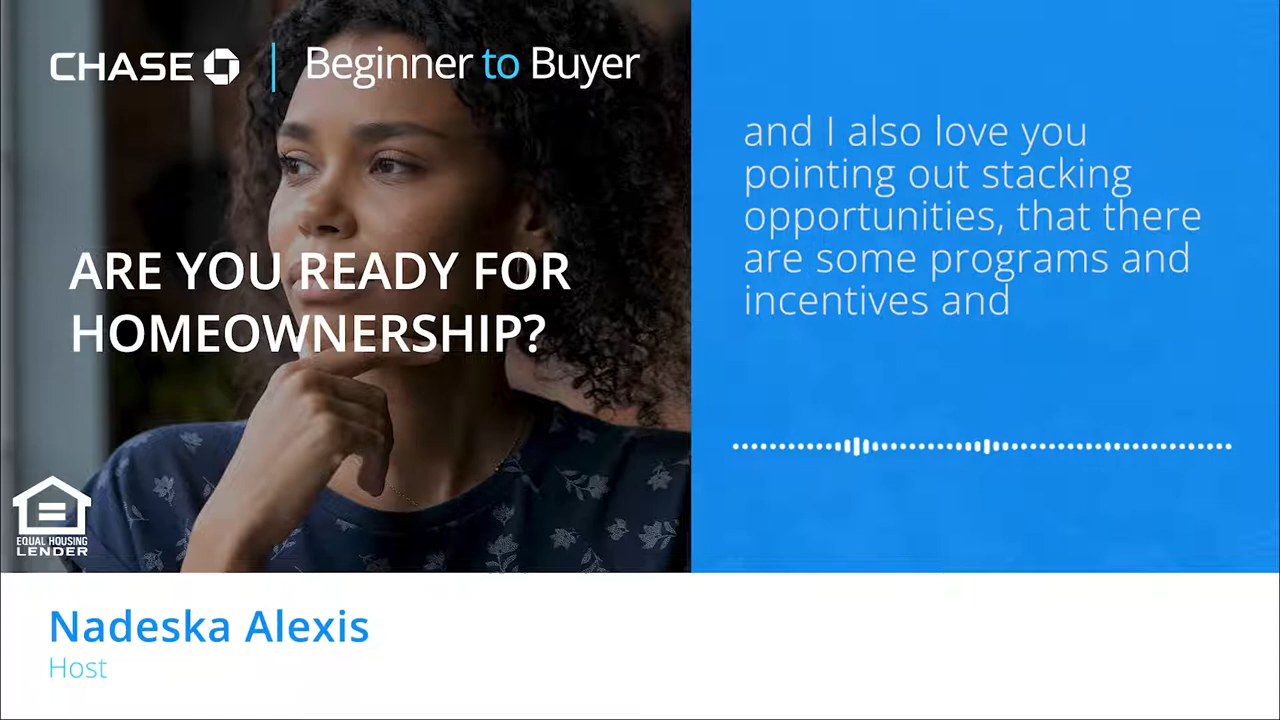 CHASE
Beginner to Buyer
ARE YOU READY FOR
HOMEOWNERSHIP?
EQUAL HOUSING
LENDER
and I also love you
pointing out stacking
opportunities, that there
are some programs and
incentives and
Nadeska Alexis
Host